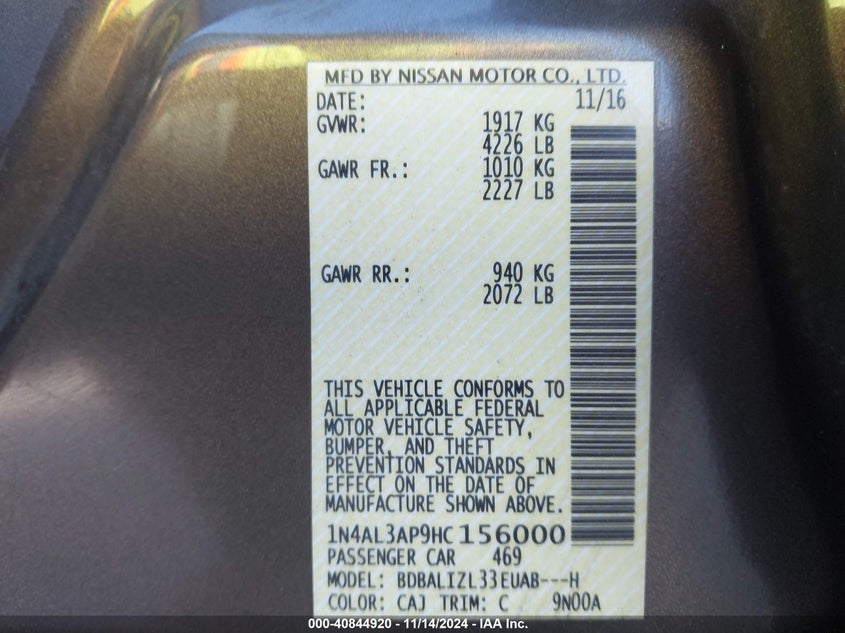 MFD BY NISSAN MOTOR CO., LTD.
DATE: 11/16
GVWR: 1917 KG
4226 LB
GAWR FR.: 1010 KG
2227 LB
GAWR RR.: 940 KG
2072 LB
THIS VEHICLE CONFORMS TO
ALL APPLICABLE FEDERAL
MOTOR VEHICLE SAFETY,
BUMPER, AND THEFT
PREVENTION STANDARDS IN
EFFECT ON THE DATE OF
MANUFACTURE SHOWN ABOVE.
1N4AL3AP9HC156000
PASSENGER CAR 469
MODEL: BDBALIZL33EUAB---H
COLOR: CAJ TRIM: C 9N00A
000-40844920 - 11/14/2024 - IAA Inc.